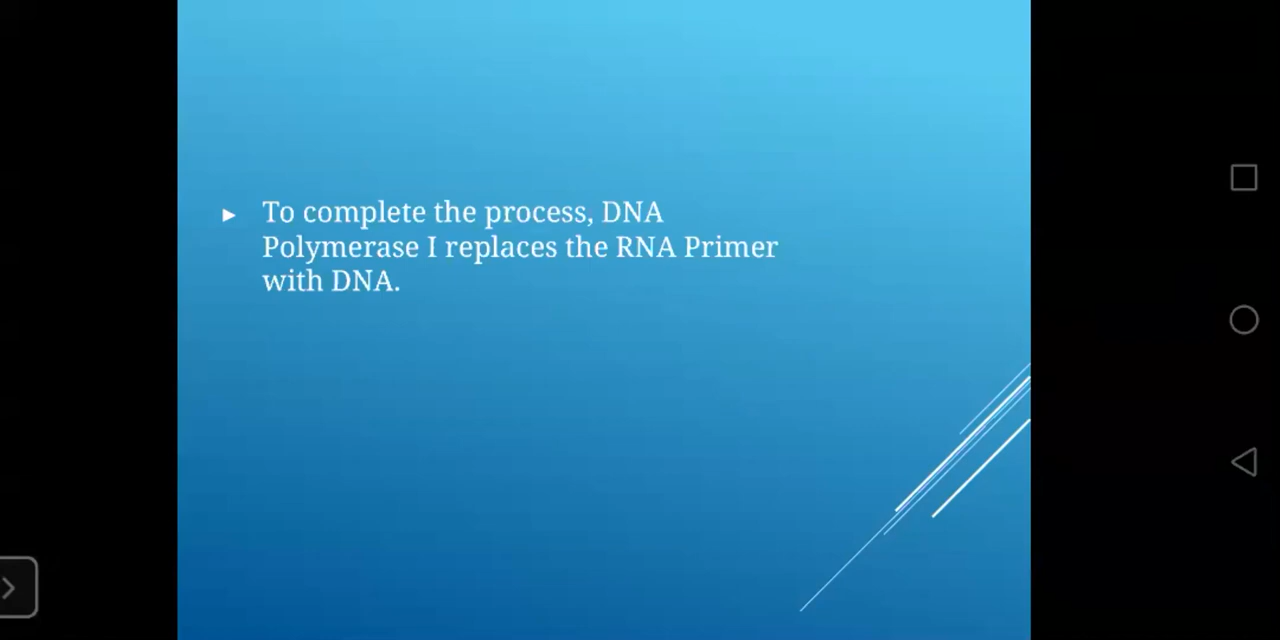 To complete the process, DNA
Polymerase I replaces the RNA Primer
with DNA.